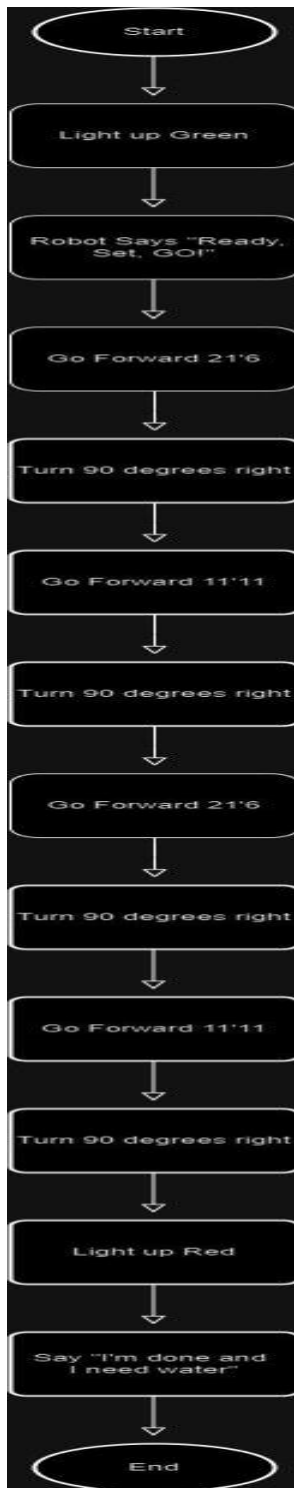 Start
Light up Green
Robot Says "Ready,
Set, GO!"
Go Forward 21'6
Turn 90 degrees right
Go Forward 11'11
Turn 90 degrees right
Go Forward 21'6
Turn 90 degrees right
Go Forward 11'11
Turn 90 degrees right
Light up Red
Say "I'm done and
I need water"
End